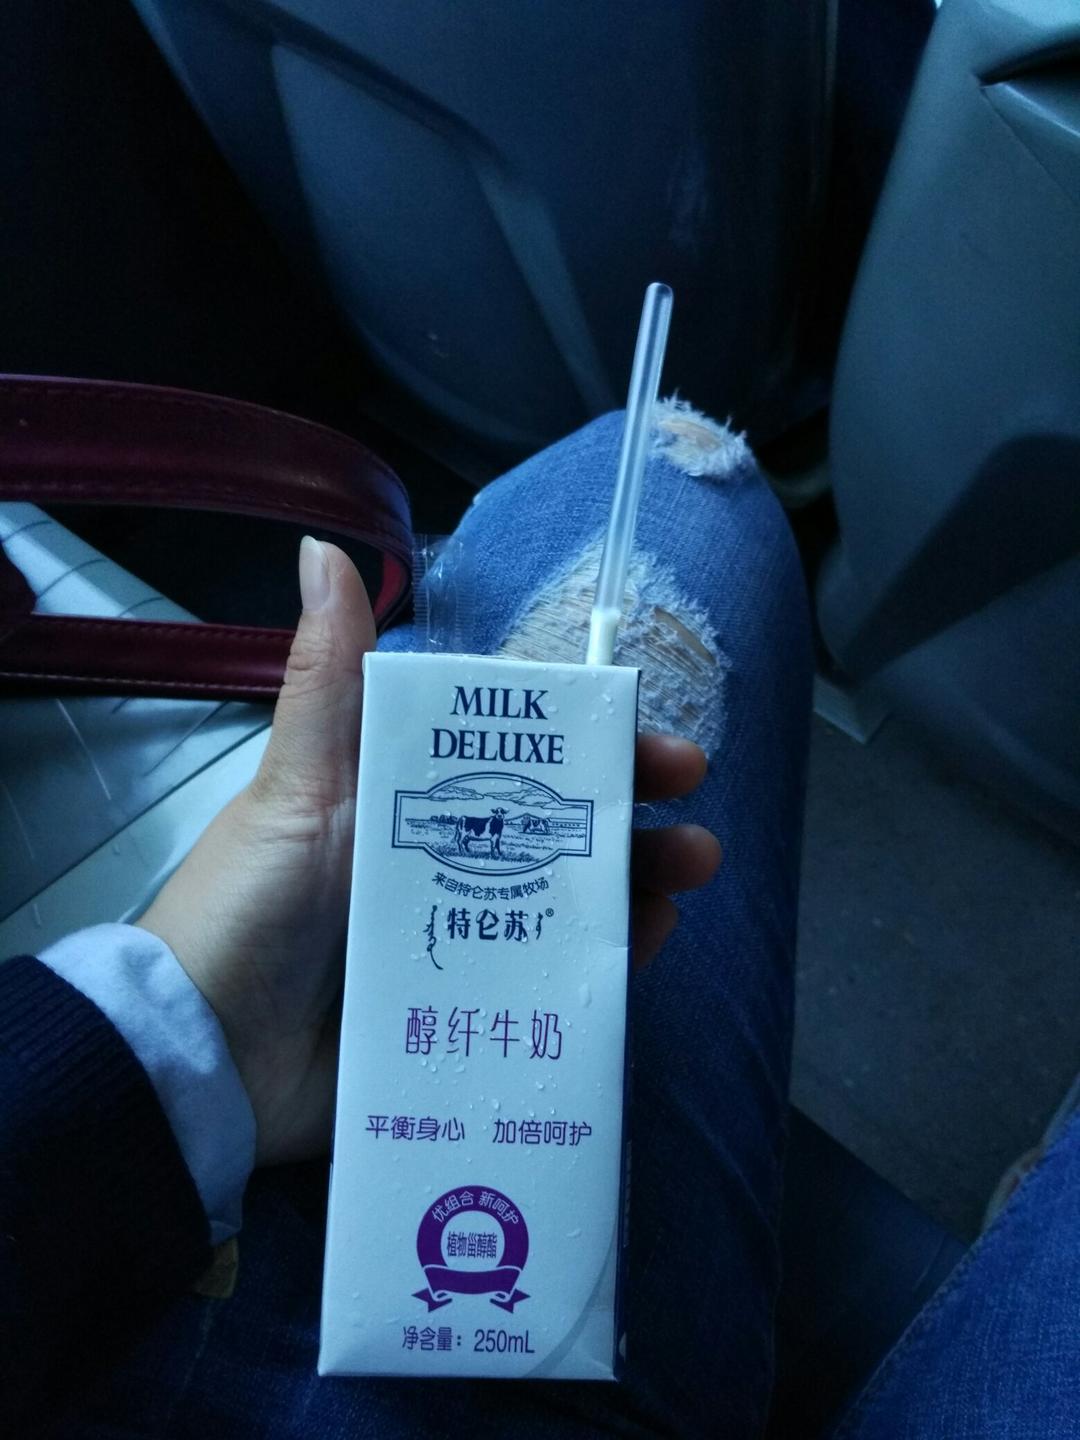 MILK
DELUXE
来自特仑苏专属牧场
特仑苏®
醇纤牛奶
平衡身心 加倍呵护
优组合 新呵护
植物甾醇酯
净含量：250mL